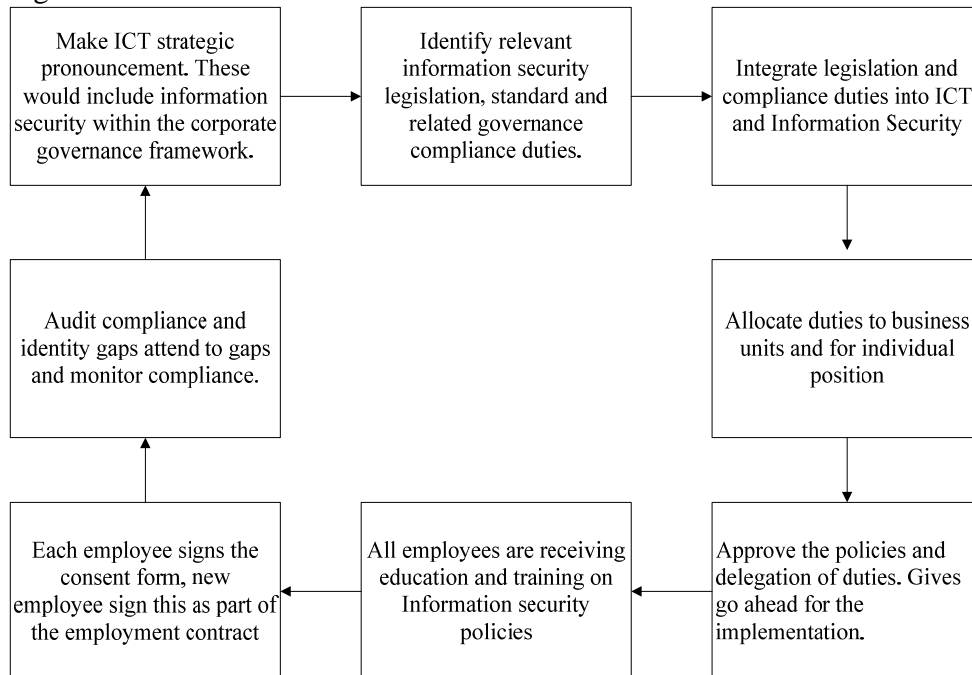 Make ICT strategic
pronouncement. These
would include information
security within the corporate
governance framework.
Identify relevant
information security
legislation, standard and
related governance
compliance duties.
Integrate legislation and
compliance duties into ICT
and Information Security
Allocate duties to business
units and for individual
position
Approve the policies and
delegation of duties. Gives
go ahead for the
implementation.
All employees are receiving
education and training on
Information security
policies
Each employee signs the
consent form, new
employee sign this as part of
the employment contract
Audit compliance and
identity gaps attend to gaps
and monitor compliance.